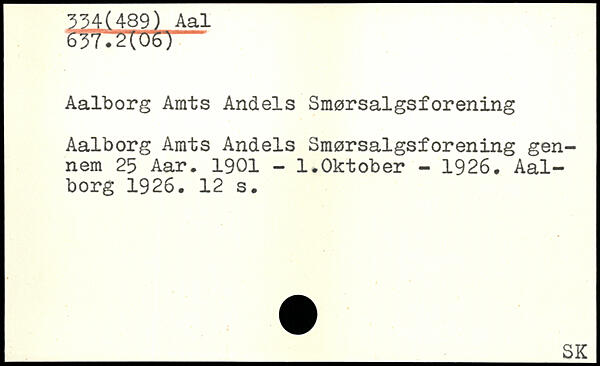 334(489) Aal
637.2(06)
Aalborg Amts Andels Smørsalgsforening
Aalborg Amts Andels Smørsalgsforening gen-
nem 25 Aar. 1901 - 1.Oktober - 1926. Aal-
borg 1926. 12 s.
SK